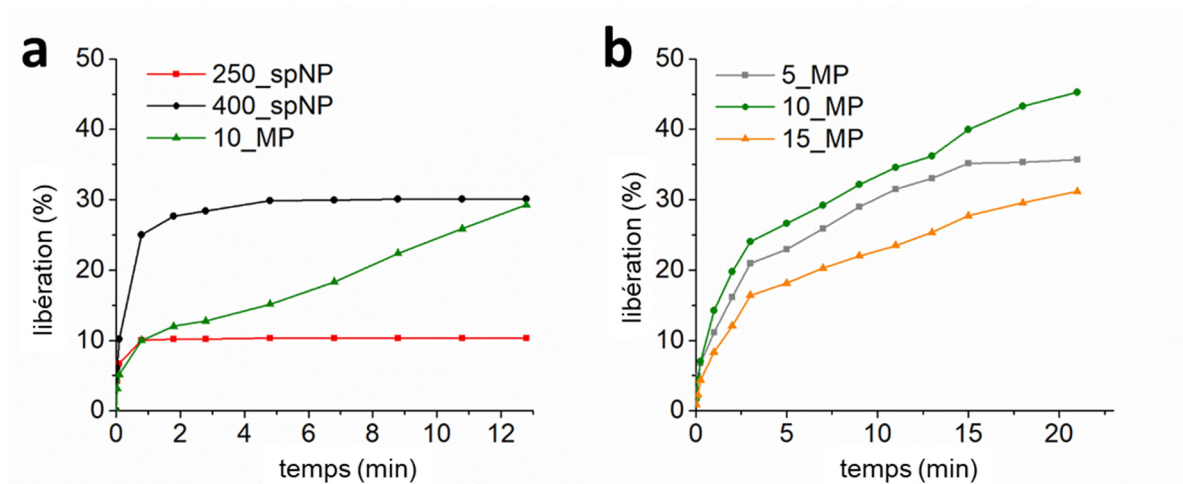 a
50
40
30
20
10
0
libération (%)
250_spNP
400_spNP
10_MP
0 2 4 6 8 10 12
temps (min)
b
50
40
30
20
10
0
libération (%)
5_MP
10_MP
15_MP
0 5 10 15 20
temps (min)